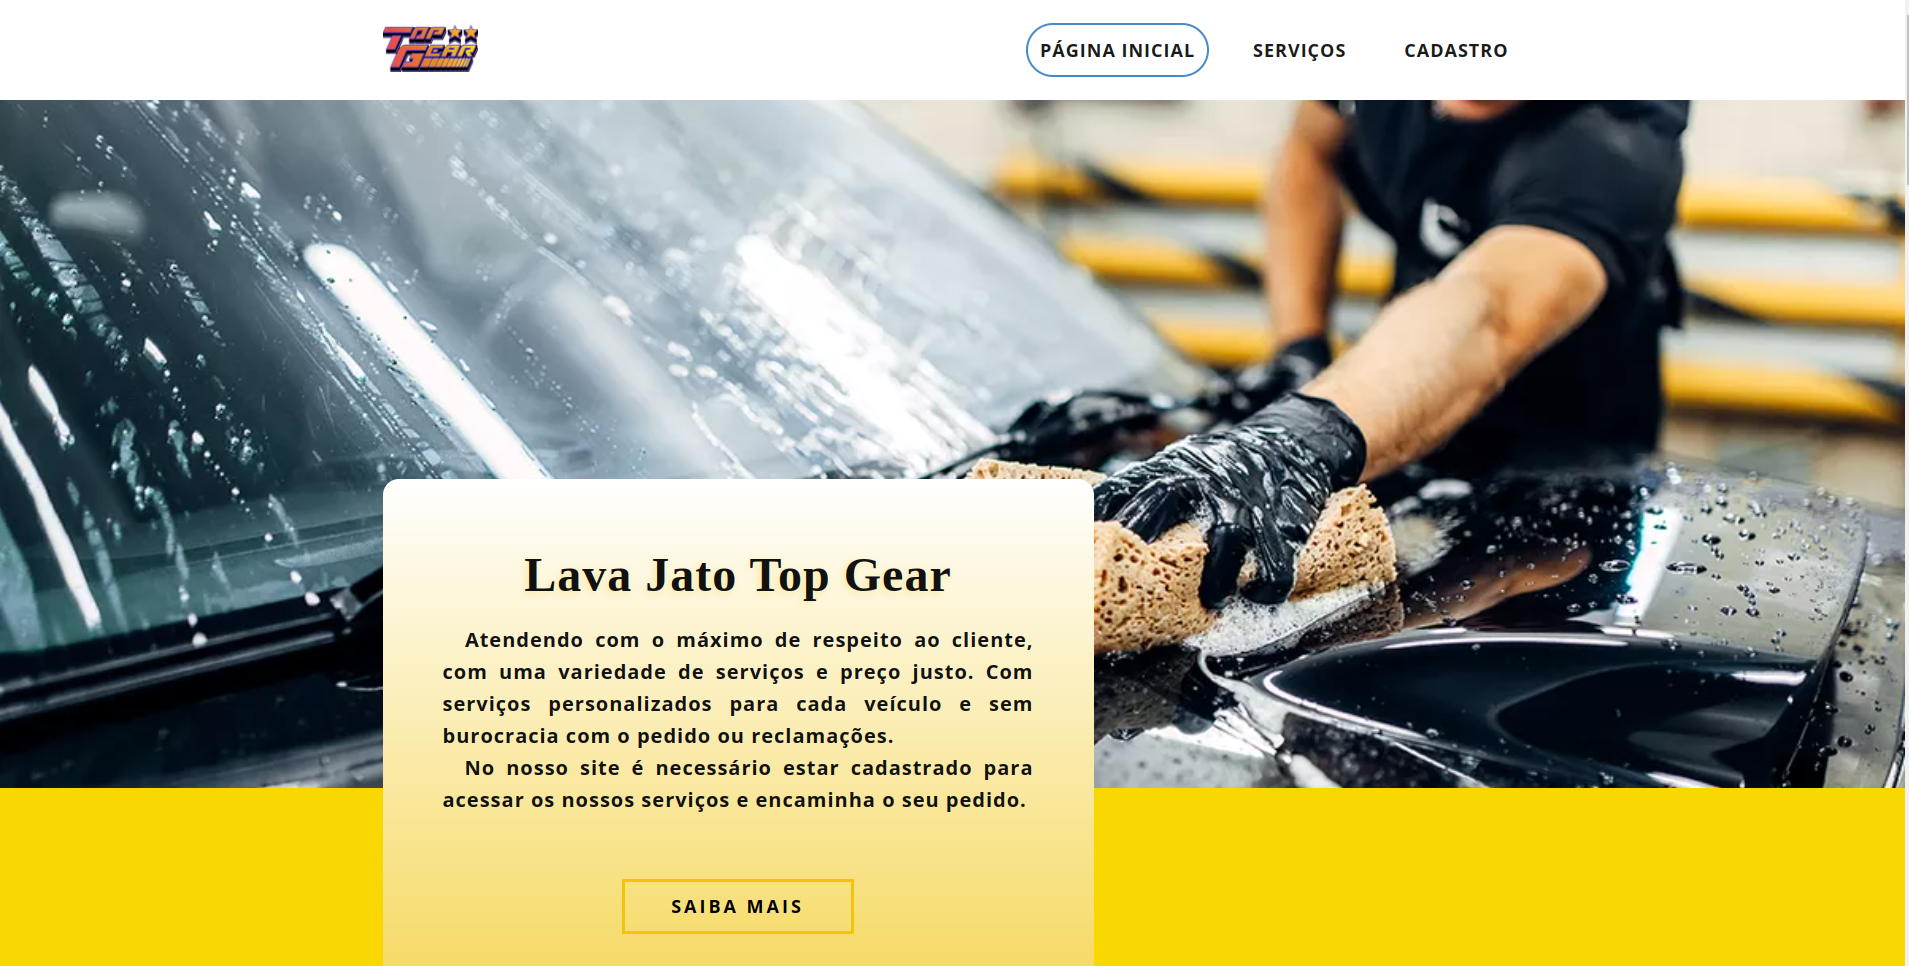 TOP GEAR
PÁGINA INICIAL
SERVIÇOS
CADASTRO
Lava Jato Top Gear
Atendendo com o máximo de respeito ao cliente,
com uma variedade de serviços e preço justo. Com
serviços personalizados para cada veículo e sem
burocracia com o pedido ou reclamações.
No nosso site é necessário estar cadastrado para
acessar os nossos serviços e encaminha o seu pedido.
SAIBA MAIS